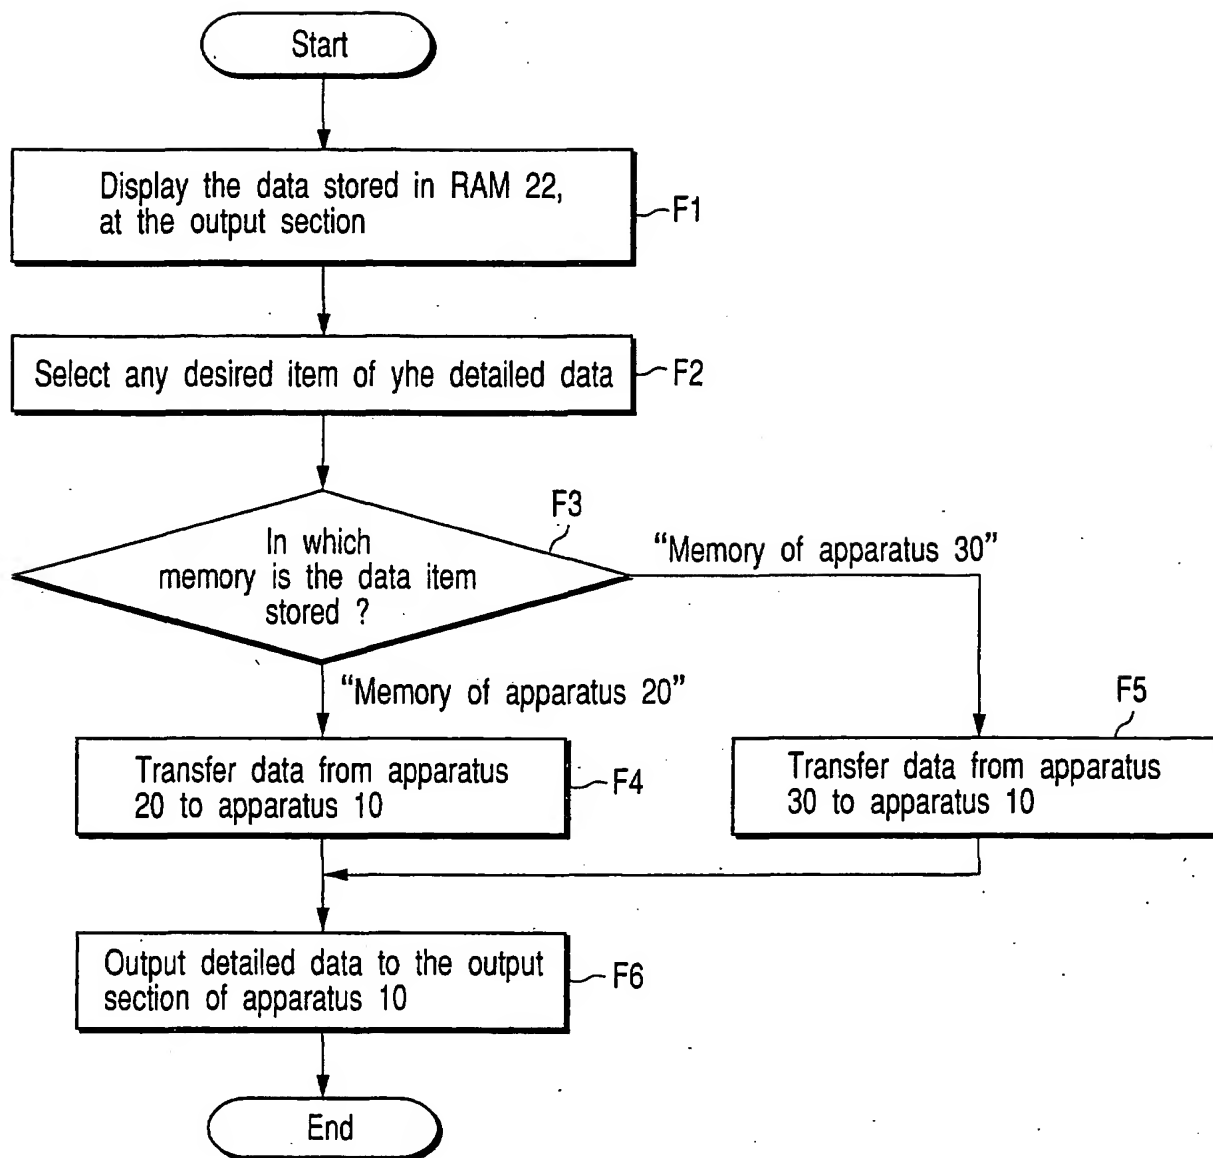 Start
Display the data stored in RAM 22,
at the output section
F1
Select any desired item of yhe detailed data
F2
F3
In which
memory is the data item
stored ?
“Memory of apparatus 30”
“Memory of apparatus 20”
F5
Transfer data from apparatus
20 to apparatus 10
F4
Transfer data from apparatus
30 to apparatus 10
Output detailed data to the output
section of apparatus 10
F6
End